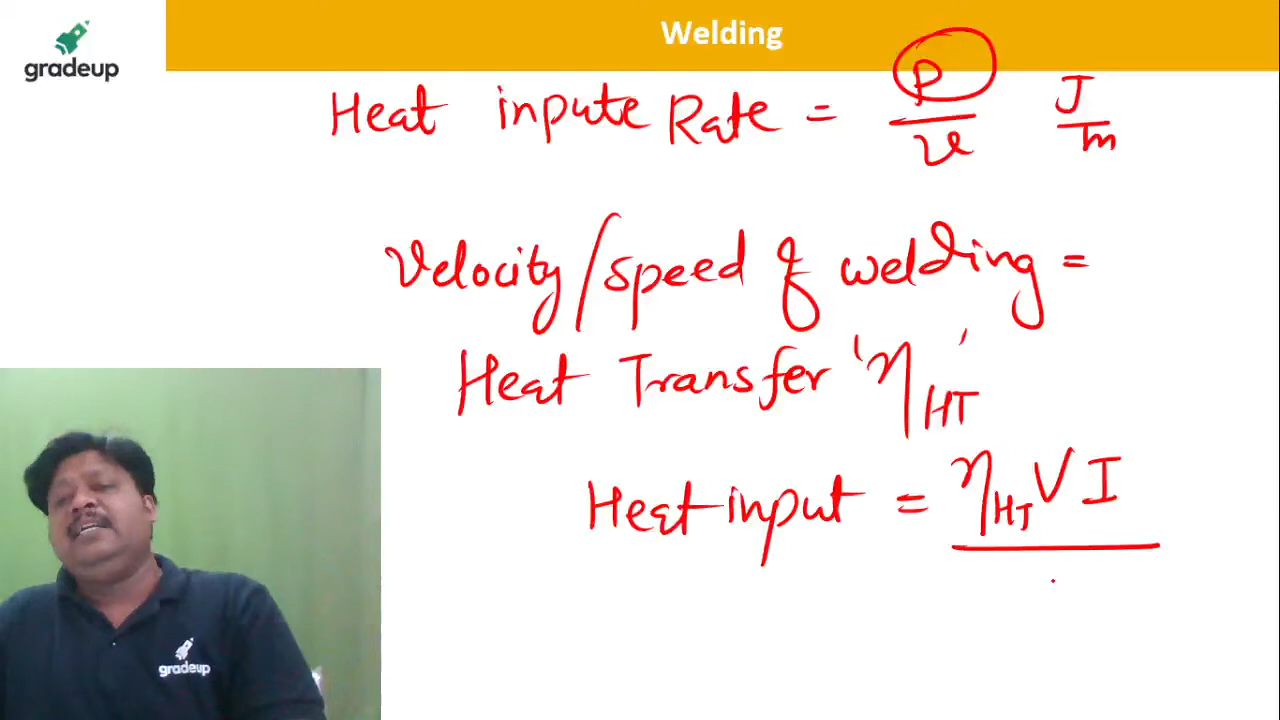 Welding
gradeup
Heat inpute Rate = P/v J/m
Velocity/speed of welding =
Heat Transfer 'η_HT'
Heat input = η_HT V I
gradeup